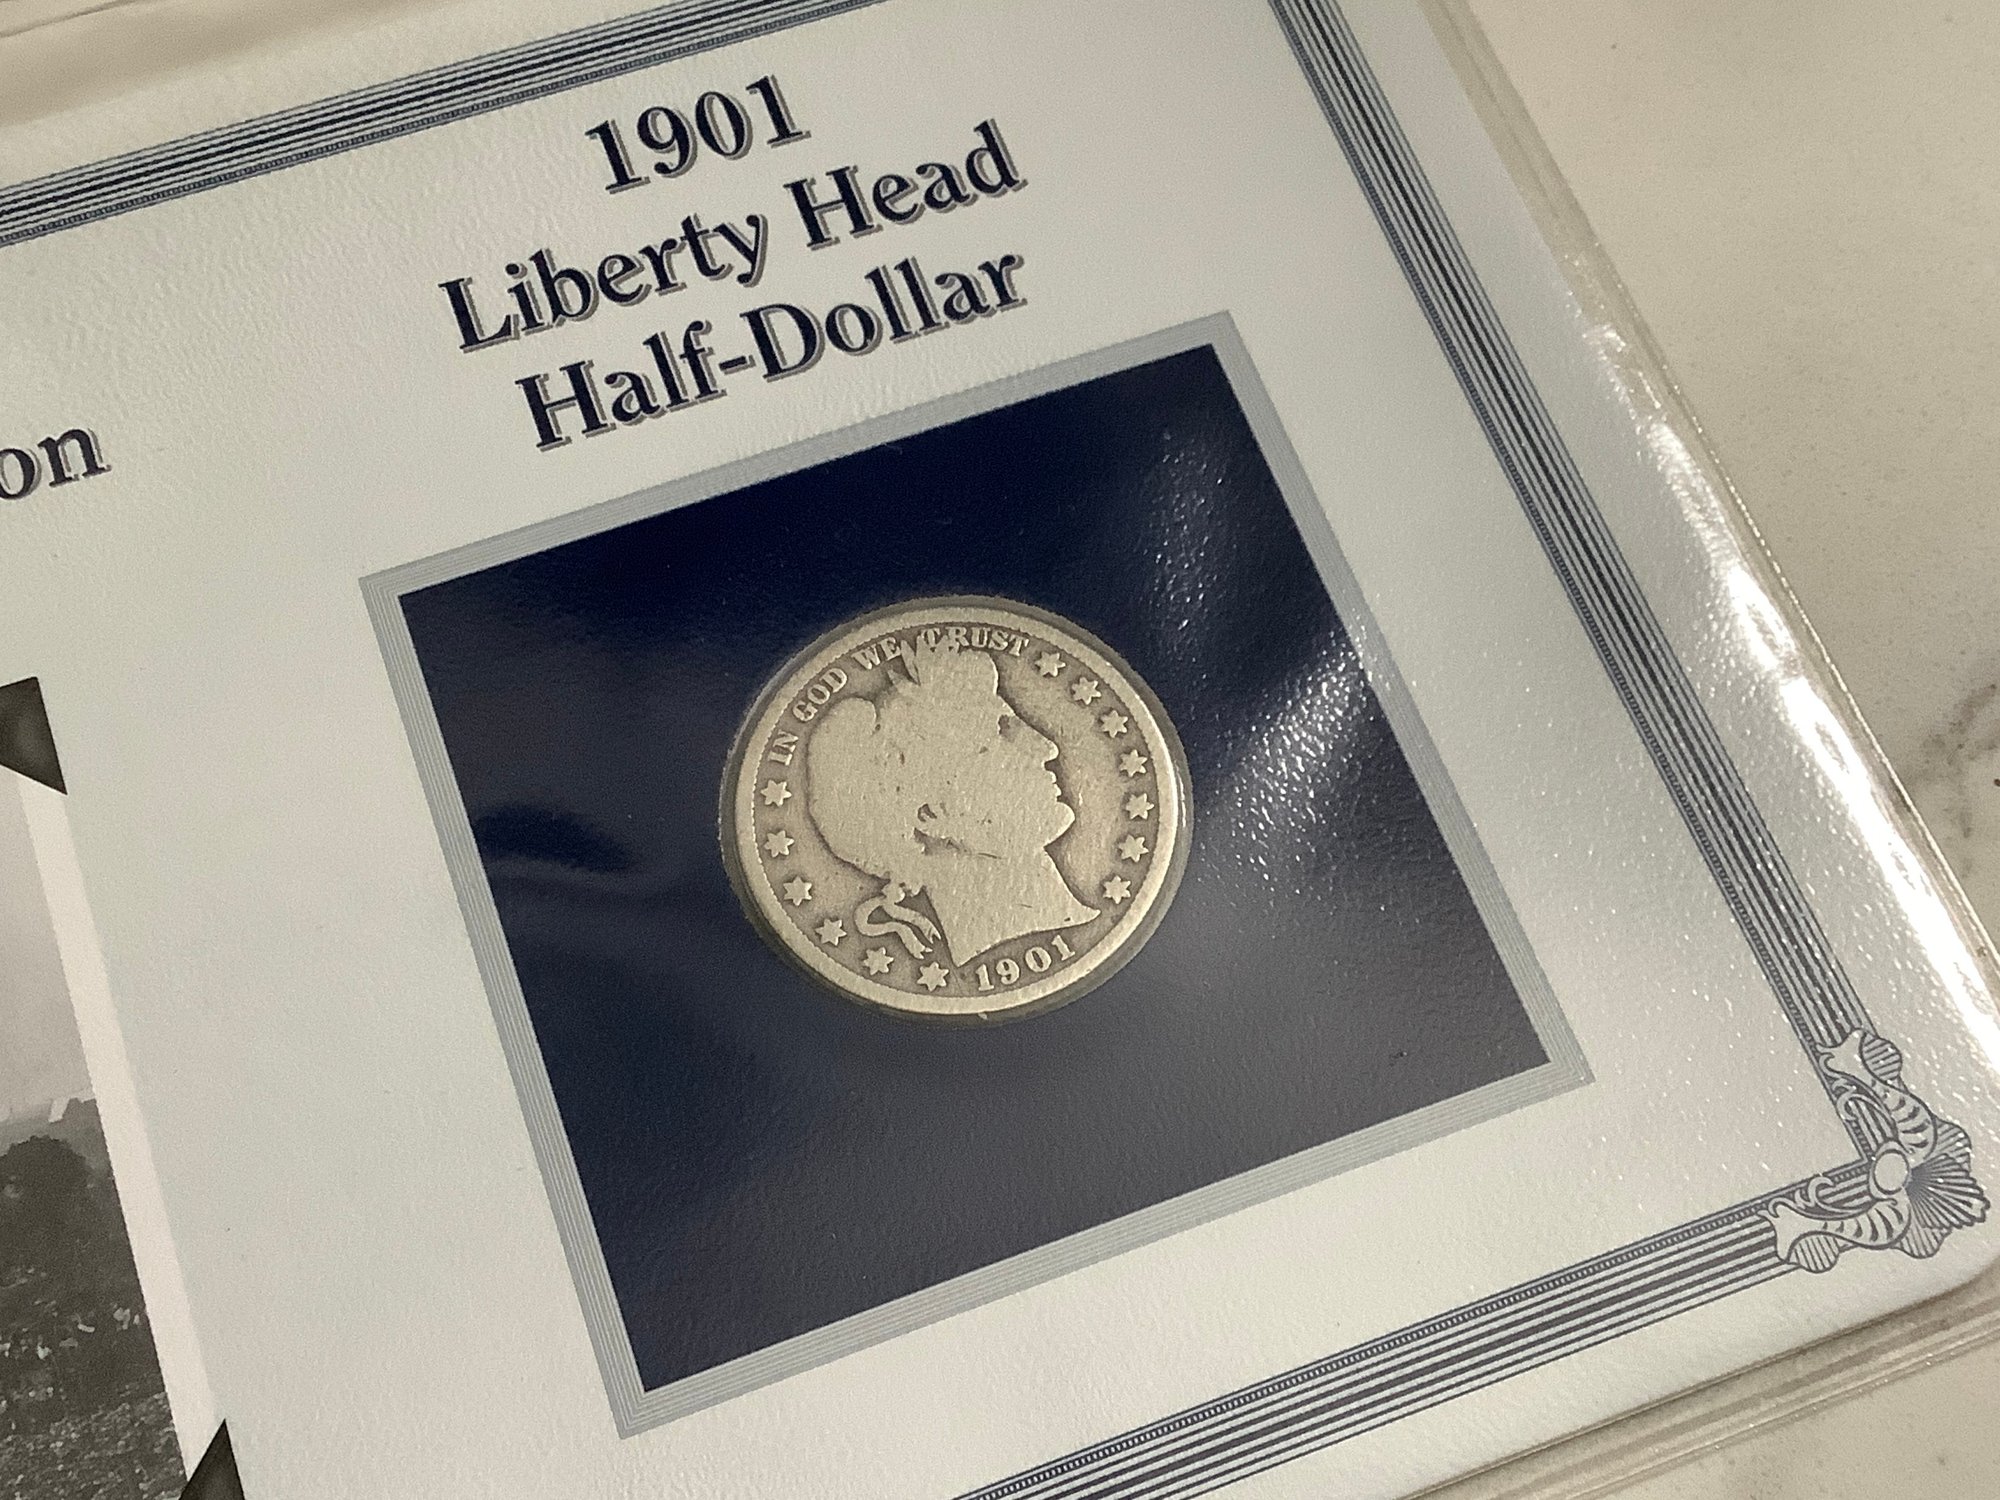 1901
Liberty Head
Half-Dollar
on
IN GOD WE TRUST
1901